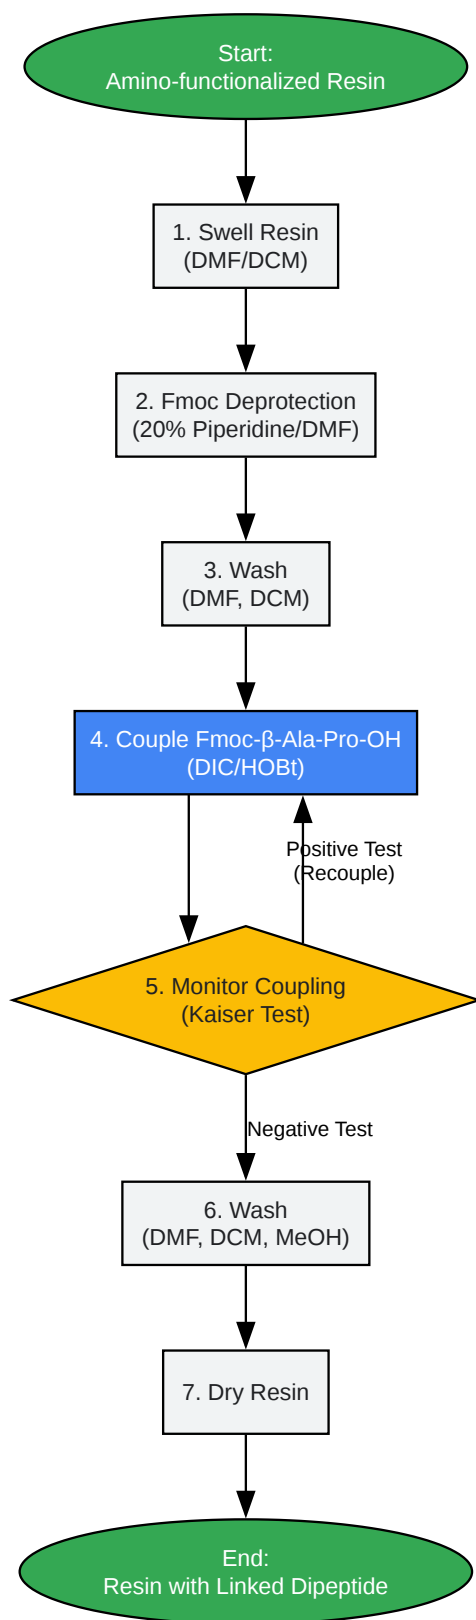 Start:
Amino-functionalized Resin
1. Swell Resin
(DMF/DCM)
2. Fmoc Deprotection
(20% Piperidine/DMF)
3. Wash
(DMF, DCM)
4. Couple Fmoc-β-Ala-Pro-OH
(DIC/HOBt)
Positive Test
(Recouple)
5. Monitor Coupling
(Kaiser Test)
Negative Test
6. Wash
(DMF, DCM, MeOH)
7. Dry Resin
End:
Resin with Linked Dipeptide